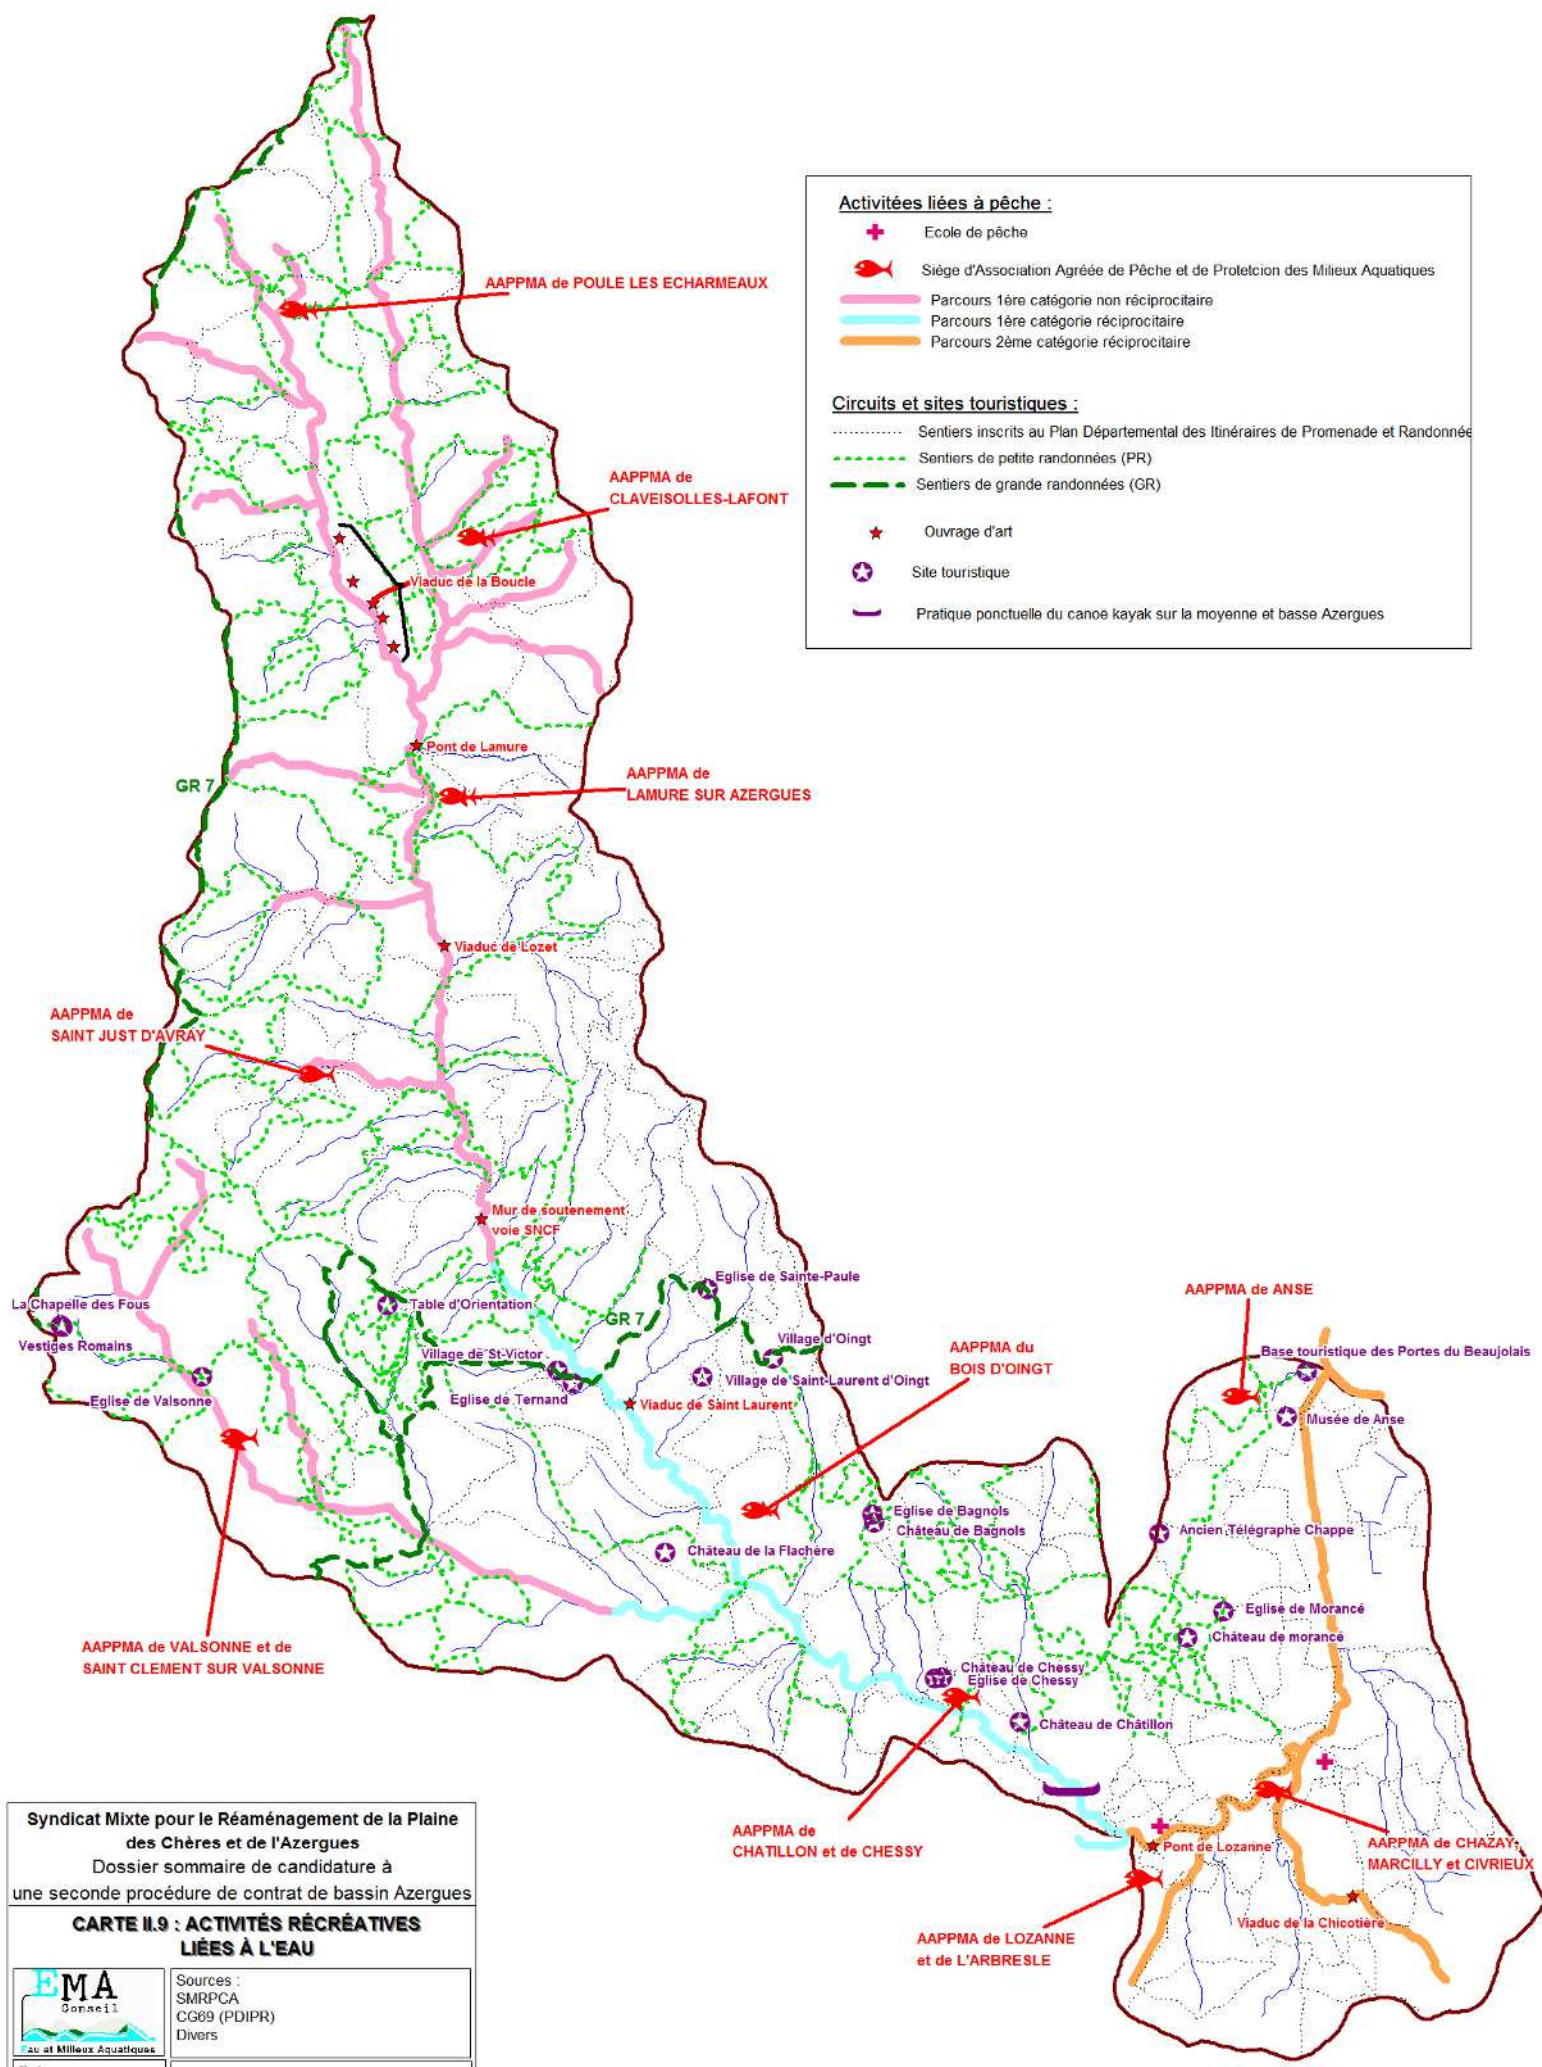 Activitées liées à pêche :
Ecole de pêche
Siège d'Association Agréée de Pêche et de Protetcion des Milieux Aquatiques
Parcours 1ère catégorie non réciprocitaire
Parcours 1ère catégorie réciprocitaire
Parcours 2ème catégorie réciprocitaire
Circuits et sites touristiques :
Sentiers inscrits au Plan Départemental des Itinéraires de Promenade et Randonnée
Sentiers de petite randonnées (PR)
Sentiers de grande randonnées (GR)
Ouvrage d'art
Site touristique
Pratique ponctuelle du canoë kayak sur la moyenne et basse Azergues
AAPPMA de POULE LES ECHARMEAUX
AAPPMA de
CLAVEISOLLES-LAFONT
Viaduc de la Boucle
Pont de Lamure
GR 7
AAPPMA de
LAMURE SUR AZERGUES
Viaduc de Lozet
AAPPMA de
SAINT JUST D'AVRAY
Mur de soutenement
voie SNCF
Eglise de Sainte-Paule
La Chapelle des Fous
Vestiges Romains
Table d'Orientation
GR 7
Village d'Oingt
Village de St-Victor
Village de Saint-Laurent d'Oingt
Eglise de Valsonne
Eglise de Ternand
Viaduc de Saint Laurent
AAPPMA du
BOIS D'OINGT
AAPPMA de ANSE
Base touristique des Portes du Beaujolais
Musée de Anse
Eglise de Bagnols
Château de Bagnols
Ancien Télégraphe Chappe
Château de la Flachère
Eglise de Morancé
Château de morancé
AAPPMA de VALSONNE et de
SAINT CLEMENT SUR VALSONNE
Château de Chessy
Eglise de Chessy
Château de Châtillon
AAPPMA de
CHATILLON et de CHESSY
Pont de Lozanne
AAPPMA de CHAZAY,
MARCILLY et CIVRIEUX
Viaduc de la Chicotière
AAPPMA de LOZANNE
et de L'ARBRESLE
Syndicat Mixte pour le Réaménagement de la Plaine
des Chères et de l'Azergues
Dossier sommaire de candidature à
une seconde procédure de contrat de bassin Azergues
CARTE II.9 : ACTIVITÉS RÉCRÉATIVES
LIÉES À L'EAU
EMA
Conseil
Eau et Milieux Aquatiques
Sources :
SMRPCA
CG69 (PDIPR)
Divers